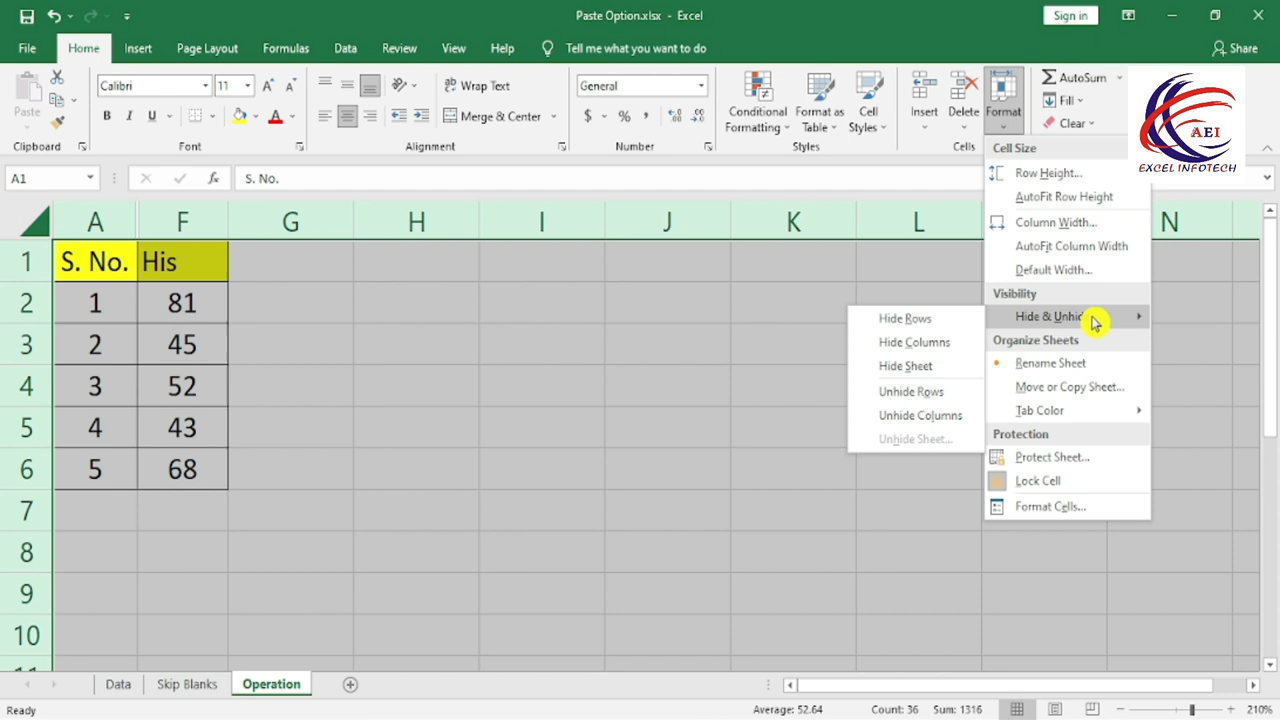 Paste Option.xlsx - Excel
Sign in
File Home Insert Page Layout Formulas Data Review View Help Tell me what you want to do Share
Paste
Clipboard
Calibri 11
B I U A
Font
Wrap Text
Merge & Center
Alignment
General
$ % ,
Number
Conditional Formatting
Format as Table
Cell Styles
Styles
Insert Delete Format
Cells
AutoSum
Fill
Clear
AEI
EXCEL INFOTECH
A1 fx S. No.
A F G H I J K L N
1 S. No. His
2 1 81
3 2 45
4 3 52
5 4 43
6 5 68
7
8
9
10
Cell Size
Row Height...
AutoFit Row Height
Column Width...
AutoFit Column Width
Default Width...
Visibility
Hide &
Organize Sheets
Rename Sheet
Move or Copy Sheet...
Tab Color
Protection
Protect Sheet...
Lock Cell
Format Cells...
Hide Rows
Hide Columns
Hide Sheet
Unhide Rows
Unhide Columns
Unhide Sheet...
Data Skip Blanks Operation
Ready Average: 52.64 Count: 36 Sum: 1316 210%